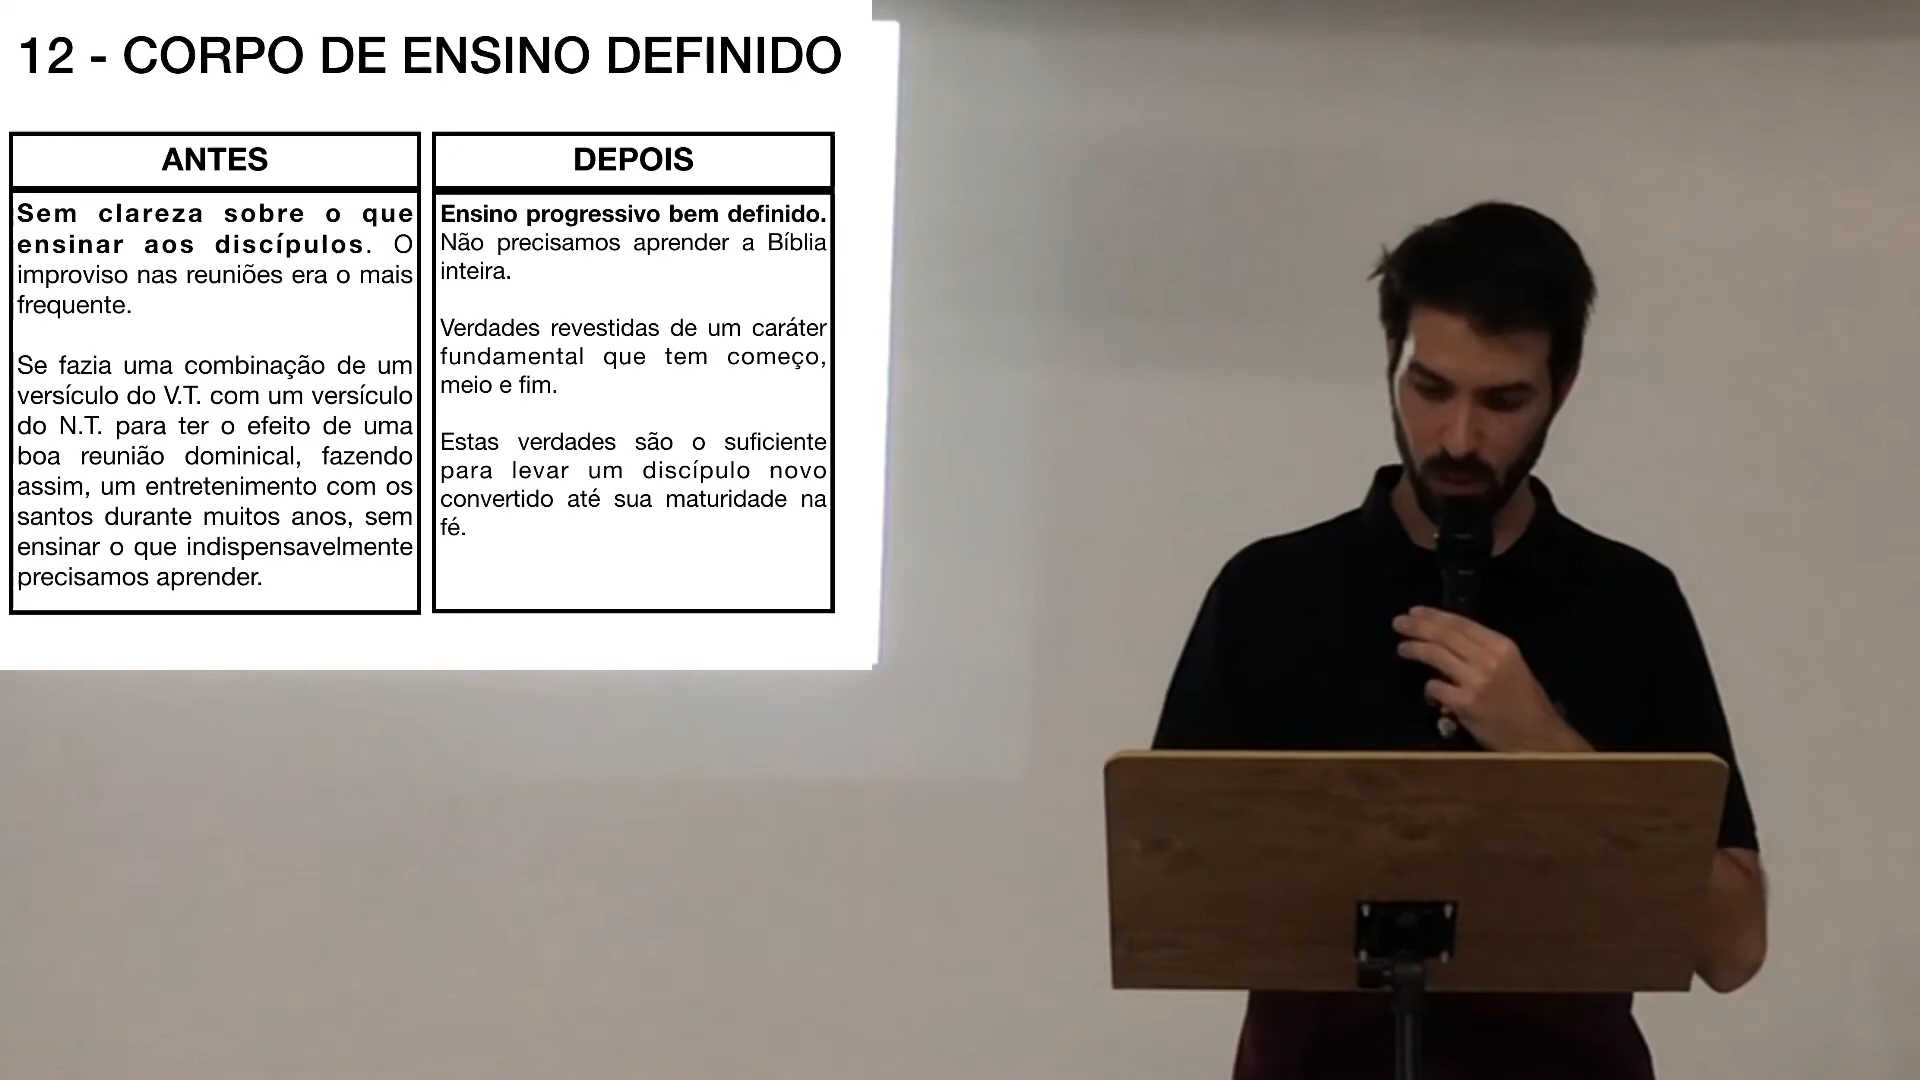 12 - CORPO DE ENSINO DEFINIDO
ANTES
Sem clareza sobre o que
ensinar aos discípulos. O
improviso nas reuniões era o mais
frequente.
Se fazia uma combinação de um
versículo do V.T. com um versículo
do N.T. para ter o efeito de uma
boa reunião dominical, fazendo
assim, um entretenimento com os
santos durante muitos anos, sem
ensinar o que indispensavelmente
precisamos aprender.
DEPOIS
Ensino progressivo bem definido.
Não precisamos aprender a Bíblia
inteira.
Verdades revestidas de um caráter
fundamental que tem começo,
meio e fim.
Estas verdades são o suficiente
para levar um discípulo novo
convertido até sua maturidade na
fé.